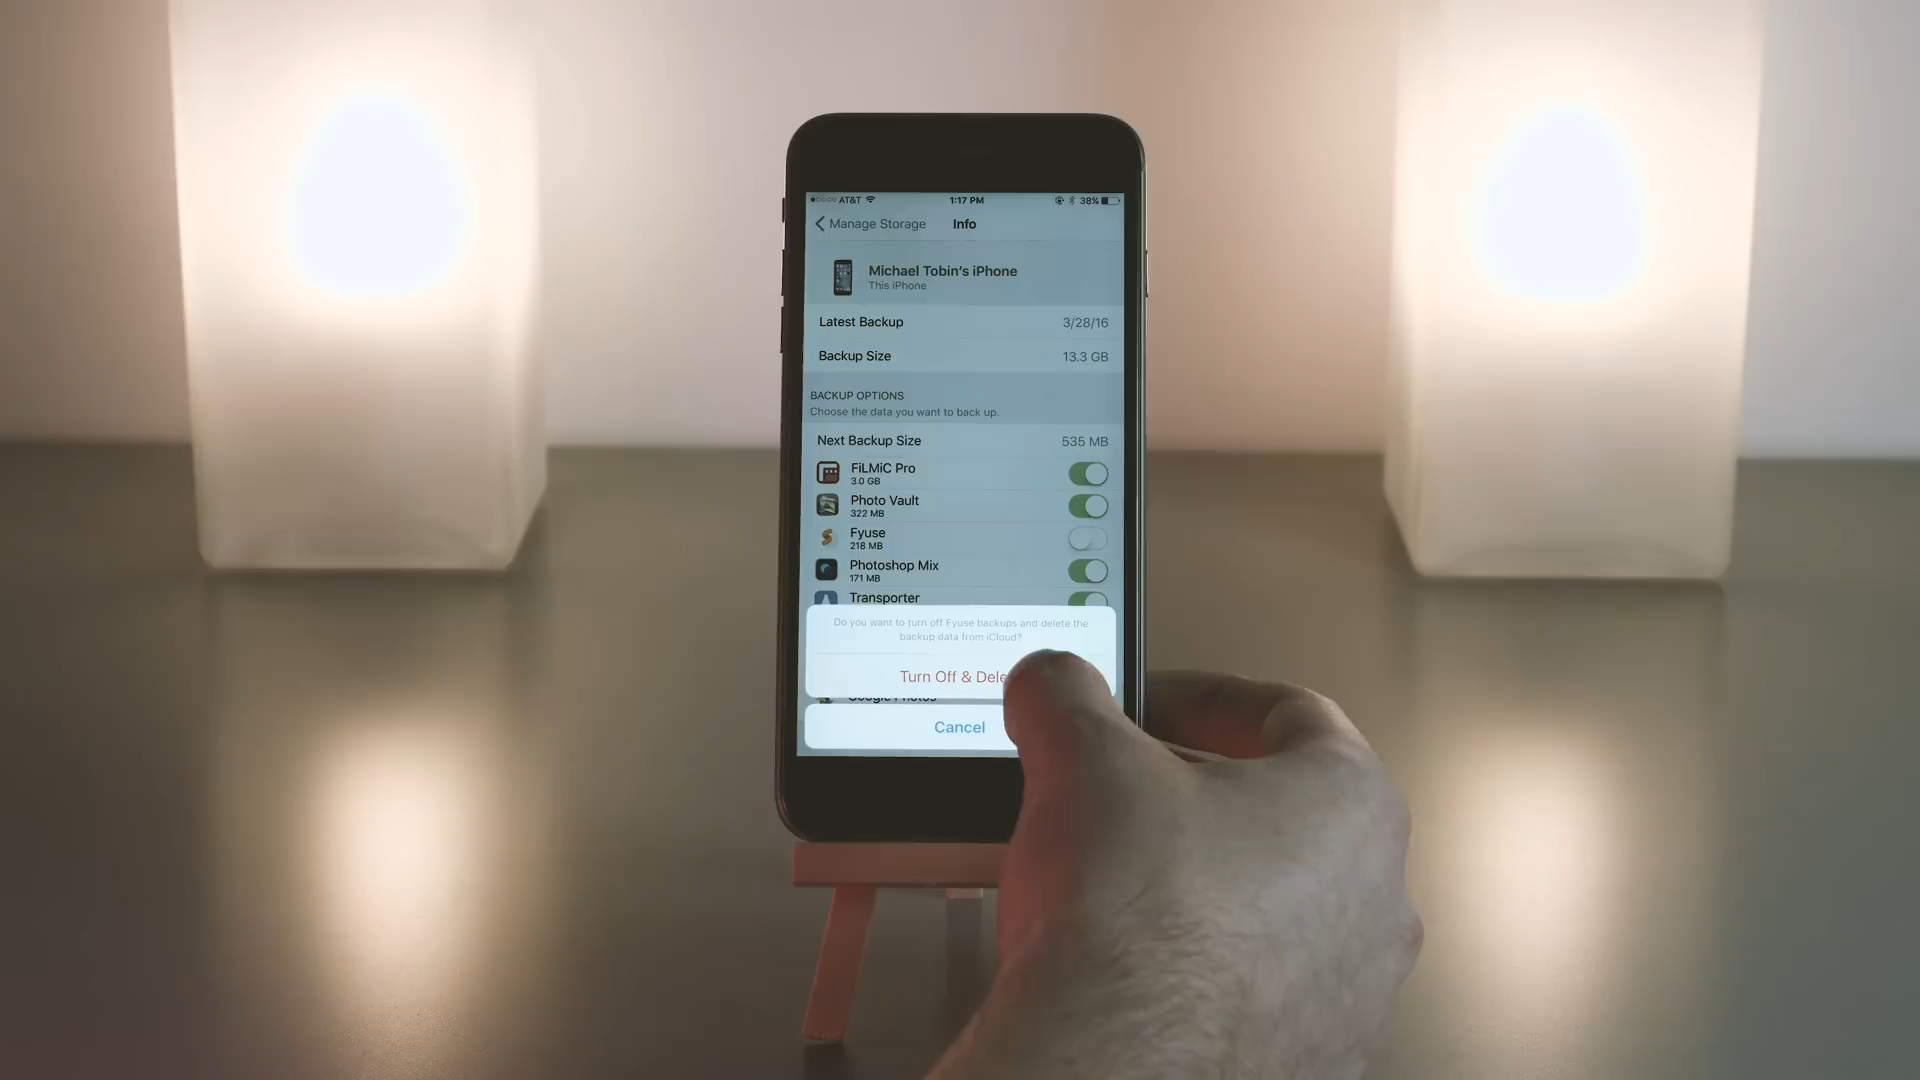 AT&T 1:17 PM 38%
Manage Storage Info
Michael Tobin's iPhone
This iPhone
Latest Backup 3/28/16
Backup Size 13.3 GB
BACKUP OPTIONS
Choose the data you want to back up.
Next Backup Size 535 MB
FiLMiC Pro
3.0 GB
Photo Vault
322 MB
Fyuse
218 MB
Photoshop Mix
171 MB
Transporter
Do you want to turn off Fyuse backups and delete the
backup data from iCloud?
Turn Off & Dele
Google Photos
Cancel